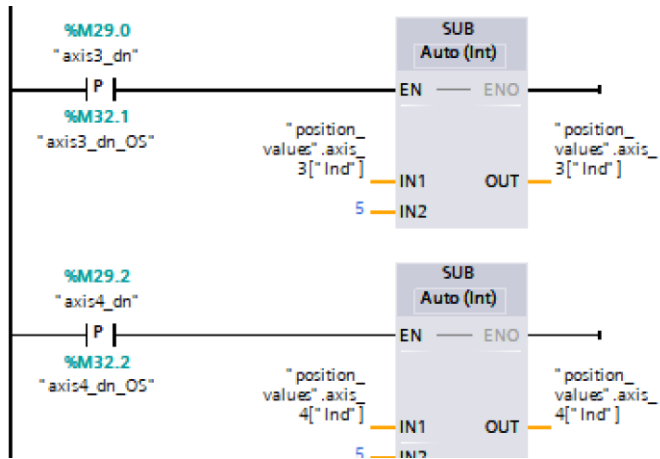 %M29.0
"axis3_dn"
P
%M32.1
"axis3_dn_OS"
SUB
Auto (Int)
EN
ENO
"position_
values".axis_
3["Ind"]
IN1
5
IN2
OUT
"position_
values".axis_
3["Ind"]
%M29.2
"axis4_dn"
P
%M32.2
"axis4_dn_OS"
SUB
Auto (Int)
EN
ENO
"position_
values".axis_
4["Ind"]
IN1
5
IN2
OUT
"position_
values".axis_
4["Ind"]